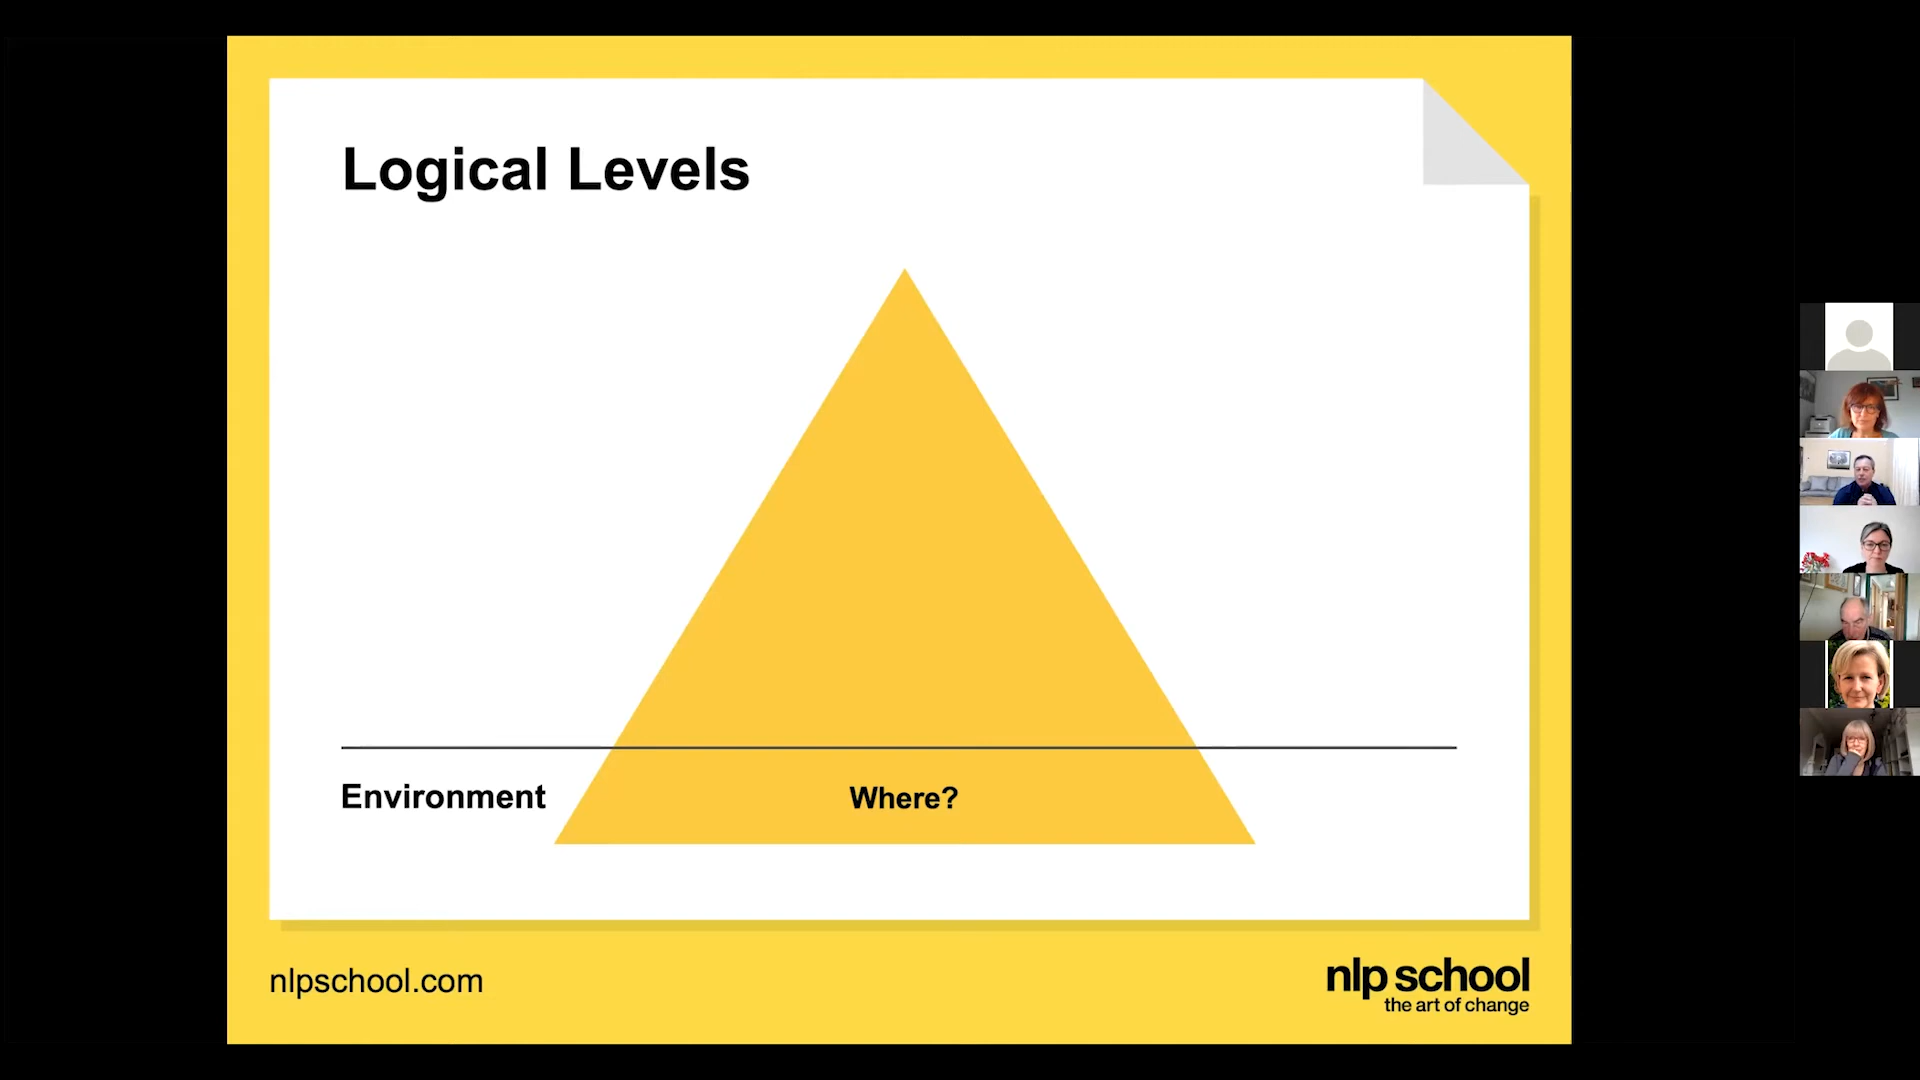 Logical Levels
Environment
Where?
nlpschool.com
nlp school
the art of change